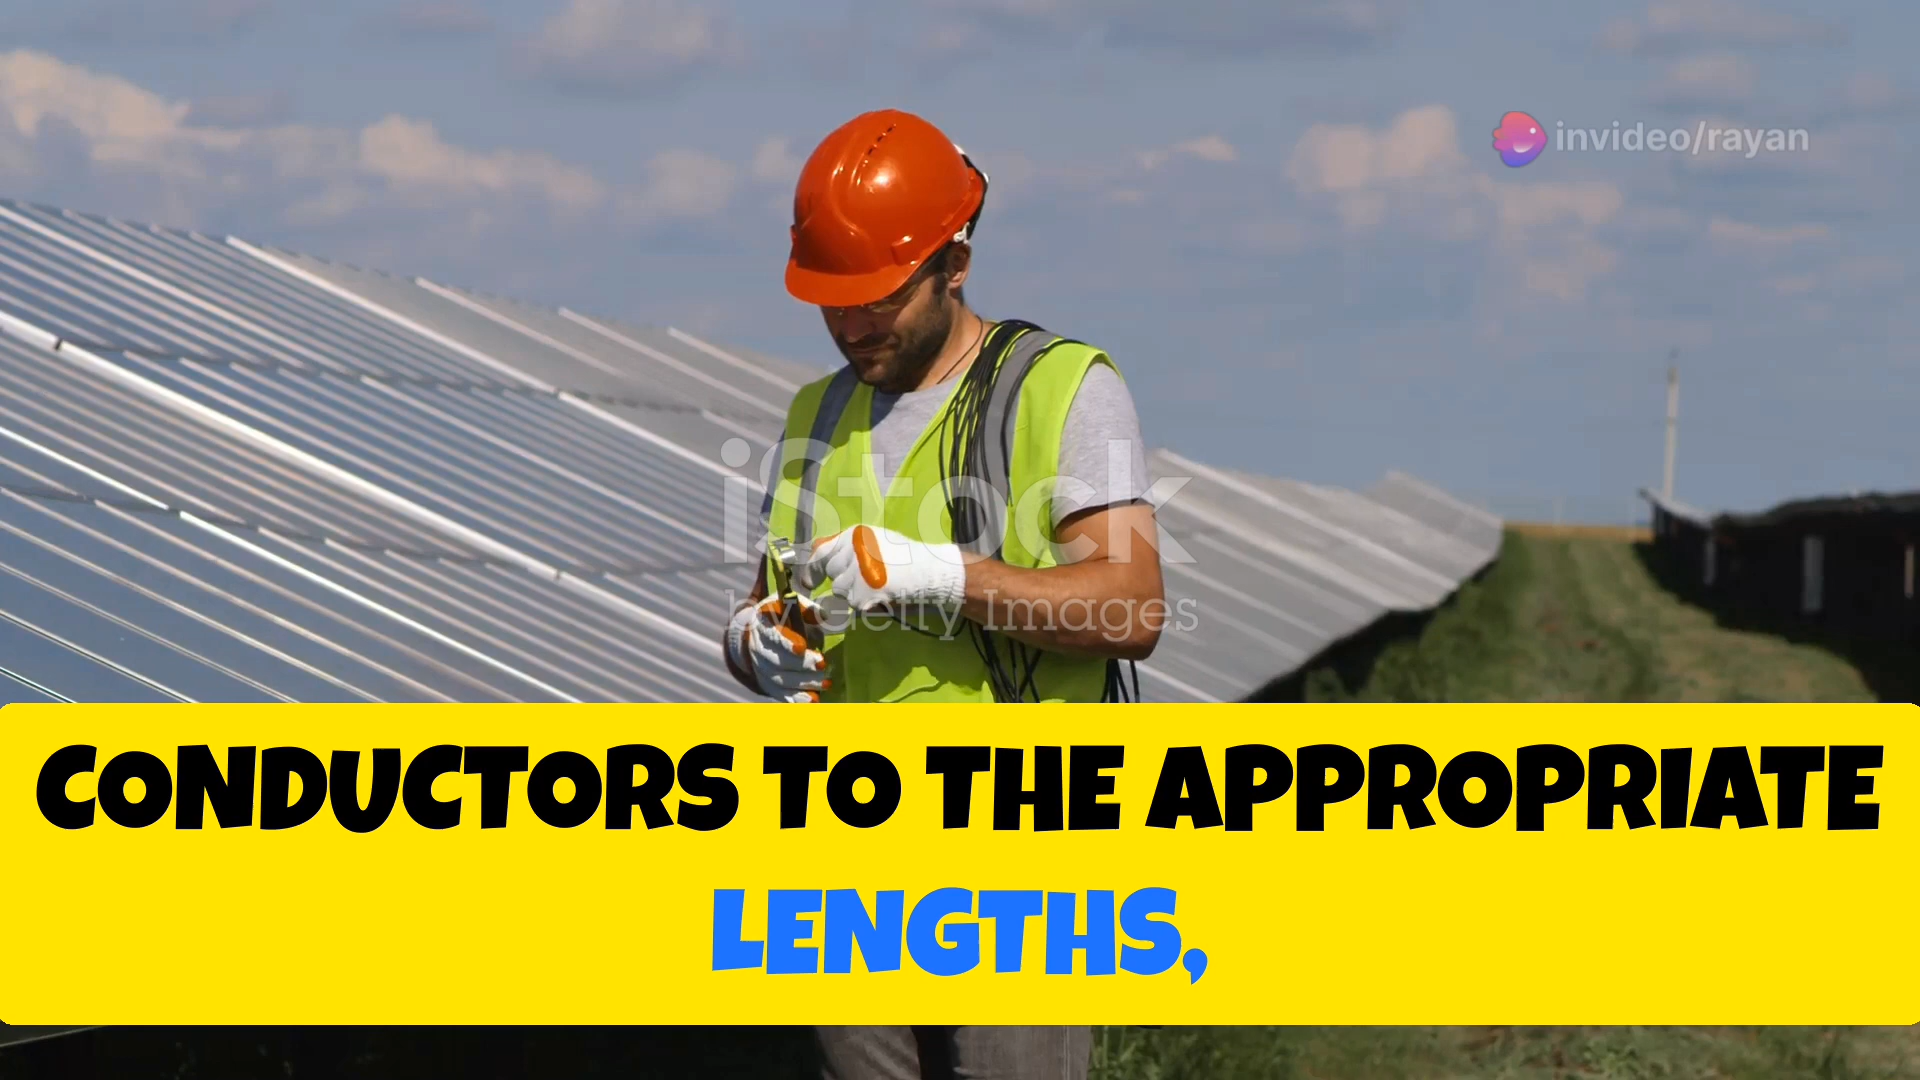 invideo/rayan
iStock
by Getty Images
CONDUCTORS TO THE APPROPRIATE
LENGTHS,